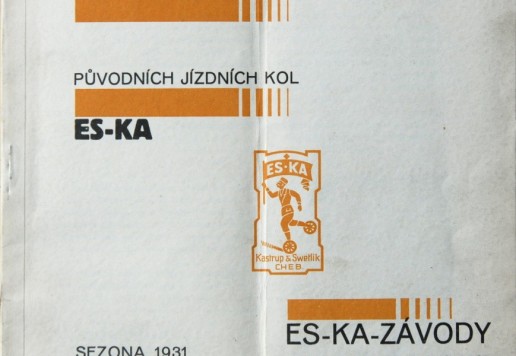 PŮVODNÍCH JÍZDNÍCH KOL
ES-KA
ES-KA
Kastrup & Swetlik
CHEB.
ES-KA-ZÁVODY
SEZONA 1931